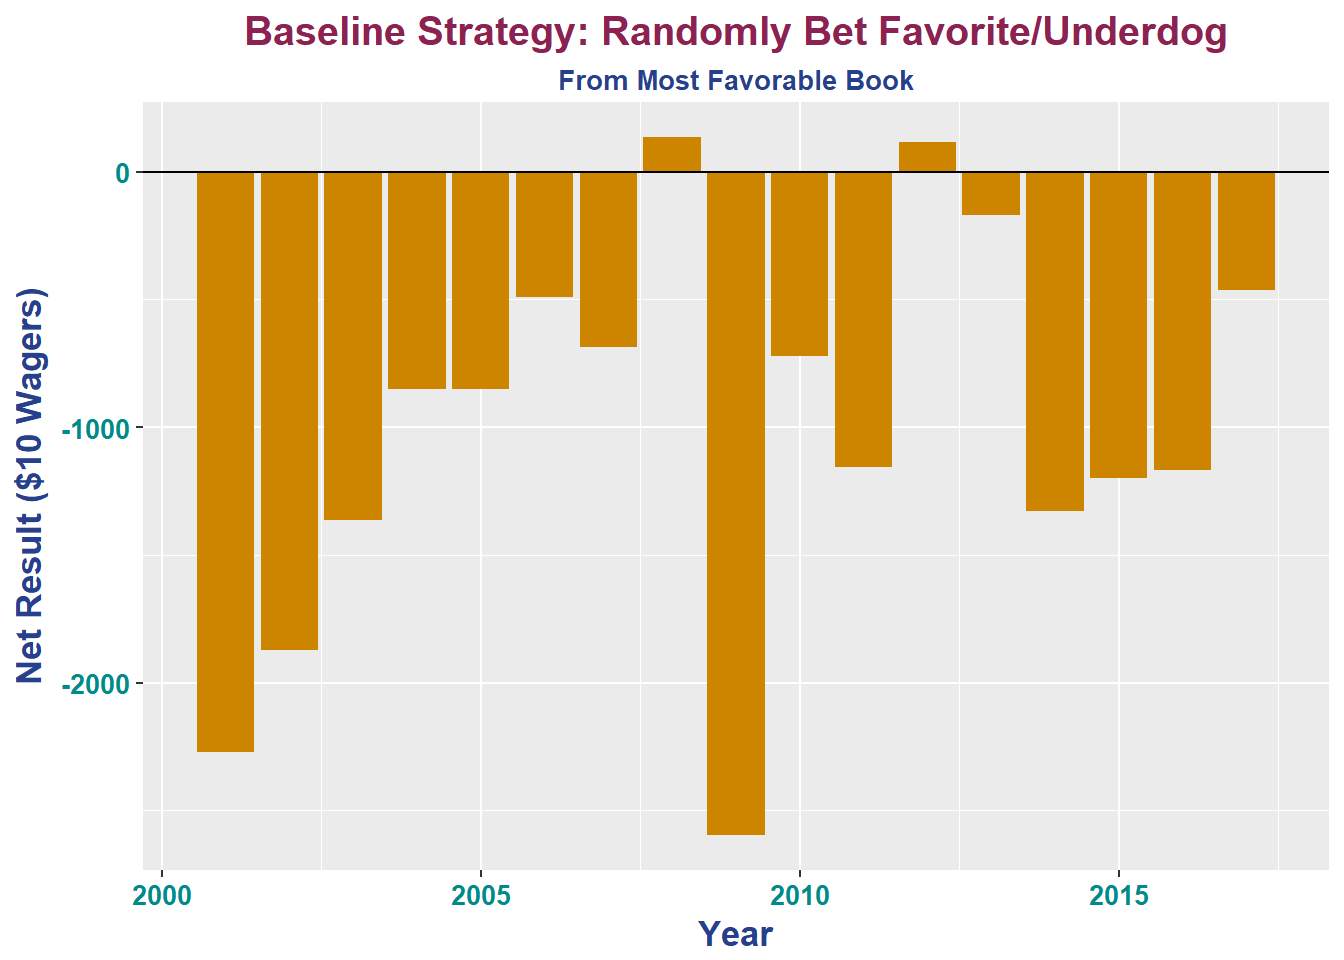 Baseline Strategy: Randomly Bet Favorite/Underdog
From Most Favorable Book
Net Result ($10 Wagers)
0
-1000
-2000
2000
2005
2010
2015
Year